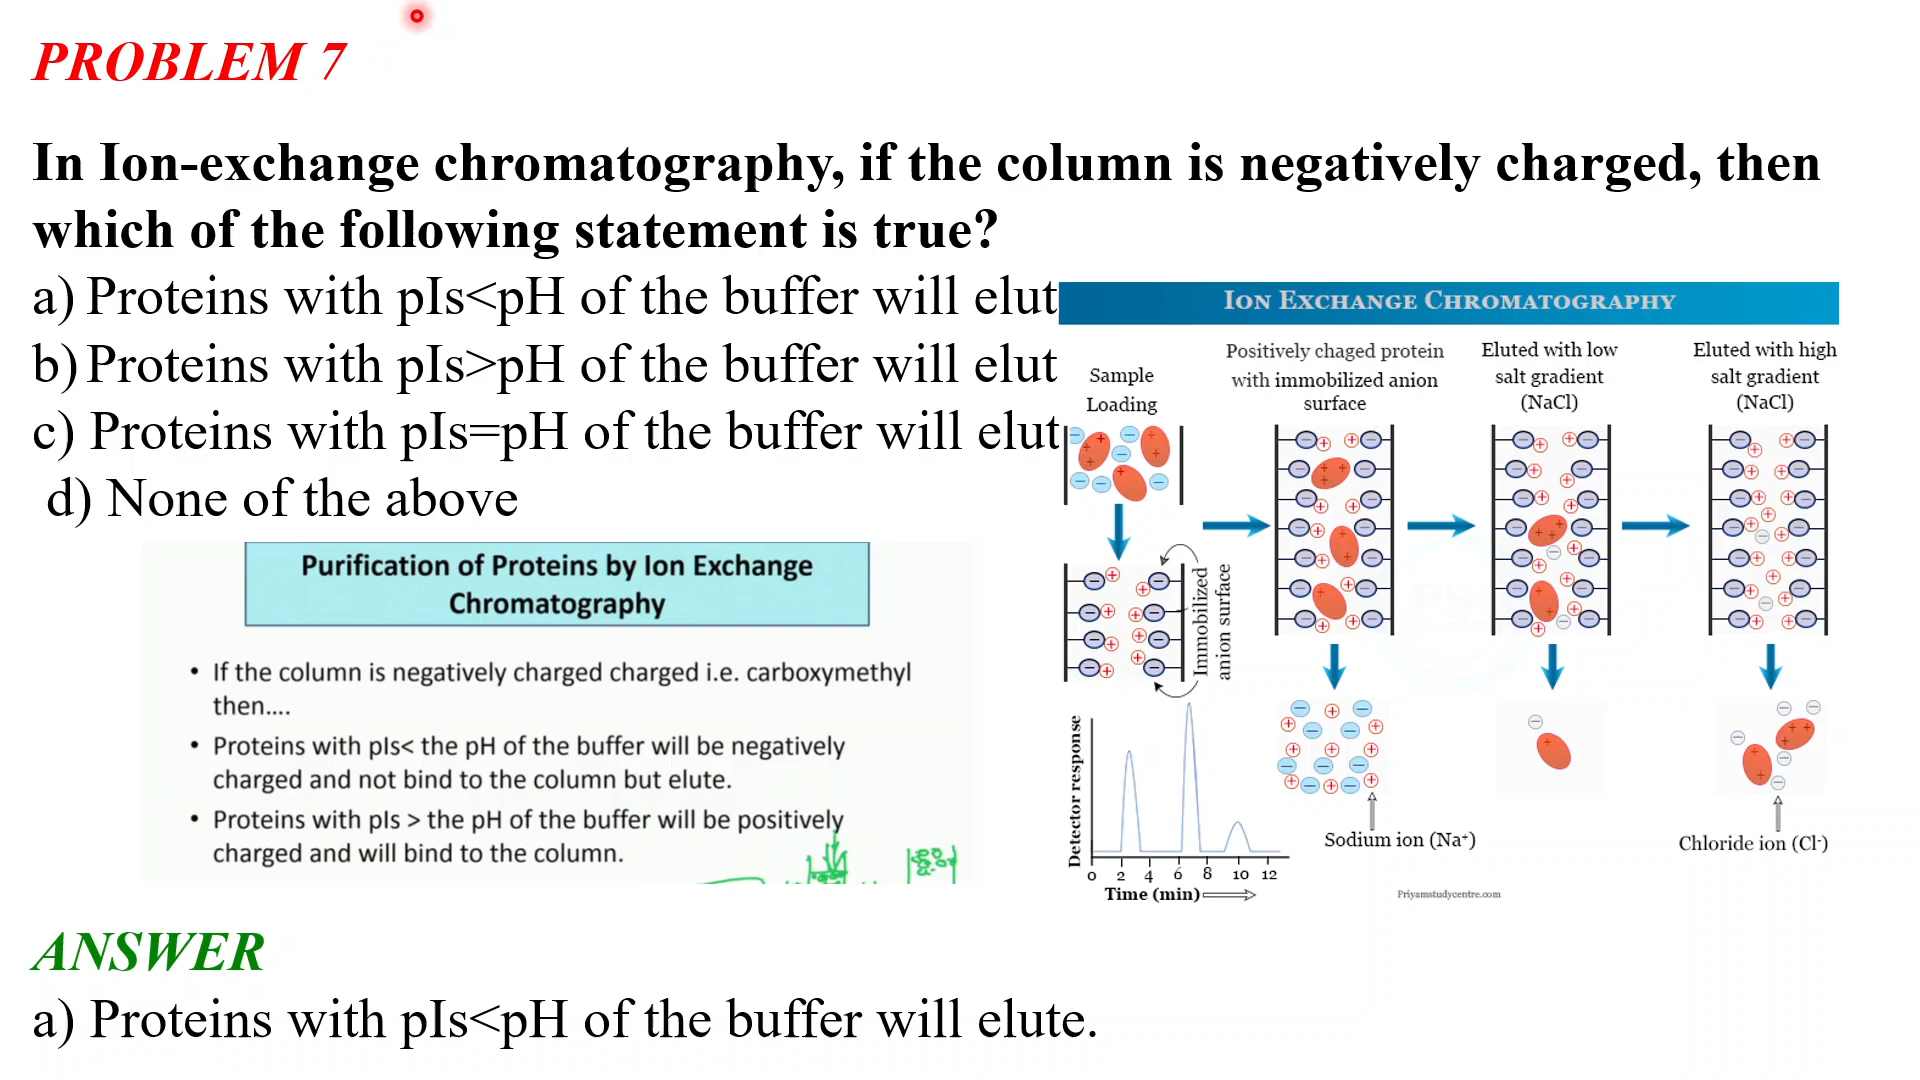 PROBLEM 7
In Ion-exchange chromatography, if the column is negatively charged, then
which of the following statement is true?
a) Proteins with pIs<pH of the buffer will elut
b) Proteins with pIs>pH of the buffer will elut
c) Proteins with pIs=pH of the buffer will elut
d) None of the above
Purification of Proteins by Ion Exchange
Chromatography
• If the column is negatively charged charged i.e. carboxymethyl
then....
• Proteins with pIs< the pH of the buffer will be negatively
charged and not bind to the column but elute.
• Proteins with pIs > the pH of the buffer will be positively
charged and will bind to the column.
ION EXCHANGE CHROMATOGRAPHY
Sample
Loading
Positively chaged protein
with immobilized anion
surface
Eluted with low
salt gradient
(NaCl)
Eluted with high
salt gradient
(NaCl)
Immobilized
anion surface
Detector response
0 2 4 6 8 10 12
Time (min)
Sodium ion (Na⁺)
Chloride ion (Cl⁻)
Priyamstudycentre.com
ANSWER
a) Proteins with pIs<pH of the buffer will elute.